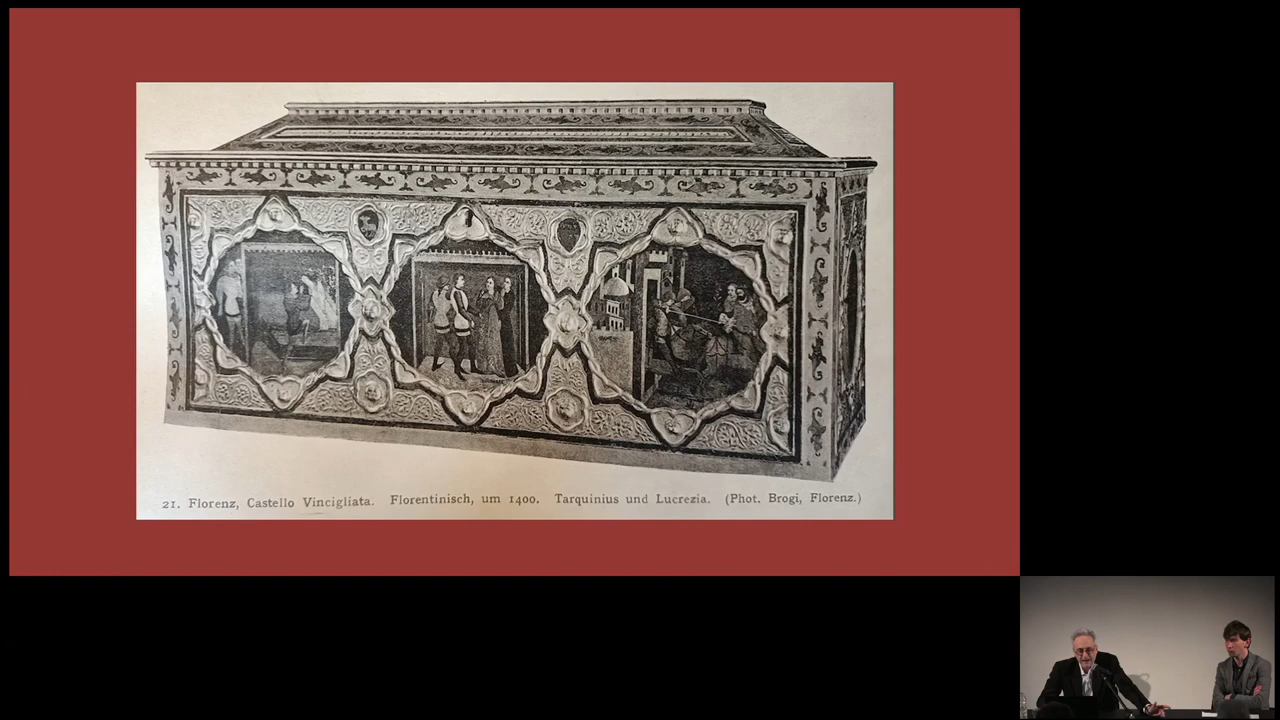 21. Florenz, Castello Vincigliata. Florentinisch, um 1400. Tarquinius und Lucrezia. (Phot. Brogi, Florenz.)